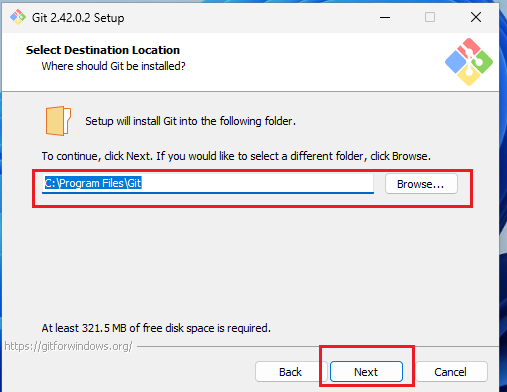 Git 2.42.0.2 Setup
Select Destination Location
Where should Git be installed?
Setup will install Git into the following folder.
To continue, click Next. If you would like to select a different folder, click Browse.
C:\Program Files\Git
Browse...
At least 321.5 MB of free disk space is required.
https://gitforwindows.org/
Back
Next
Cancel